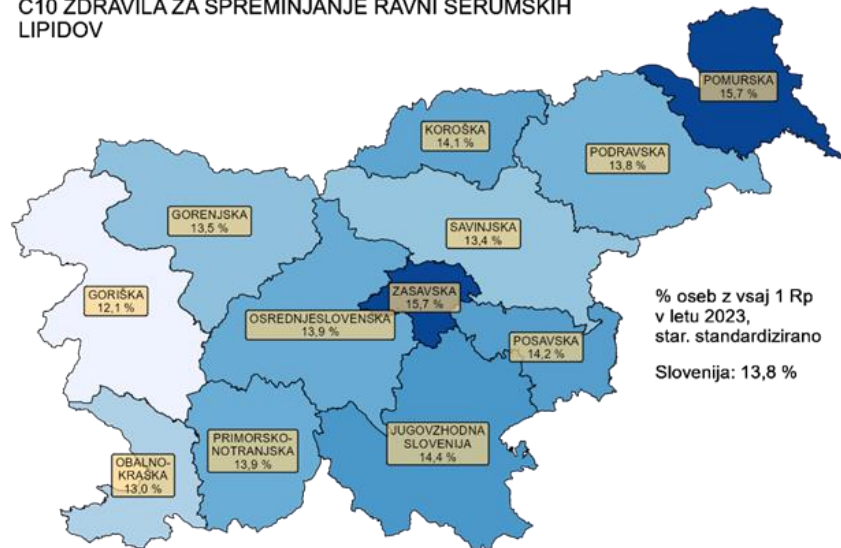 C10 ZDRAVILA ZA SPREMINJANJE RAVNI SERUMSKIH
LIPIDOV
POMURSKA
15,7 %
KOROŠKA
14,1 %
PODRAVSKA
13,8 %
GORENJSKA
13,5 %
SAVINJSKA
13,4 %
GORIŠKA
12,1 %
ZASAVSKA
15,7 %
OSREDNJESLOVENSKA
13,9 %
POSAVSKA
14,2 %
% oseb z vsaj 1 Rp
v letu 2023,
star. standardizirano
Slovenija: 13,8 %
JUGOVZHODNA
SLOVENIJA
14,4 %
PRIMORSKO-
NOTRANJSKA
13,9 %
OBALNO-
KRAŠKA
13,0 %